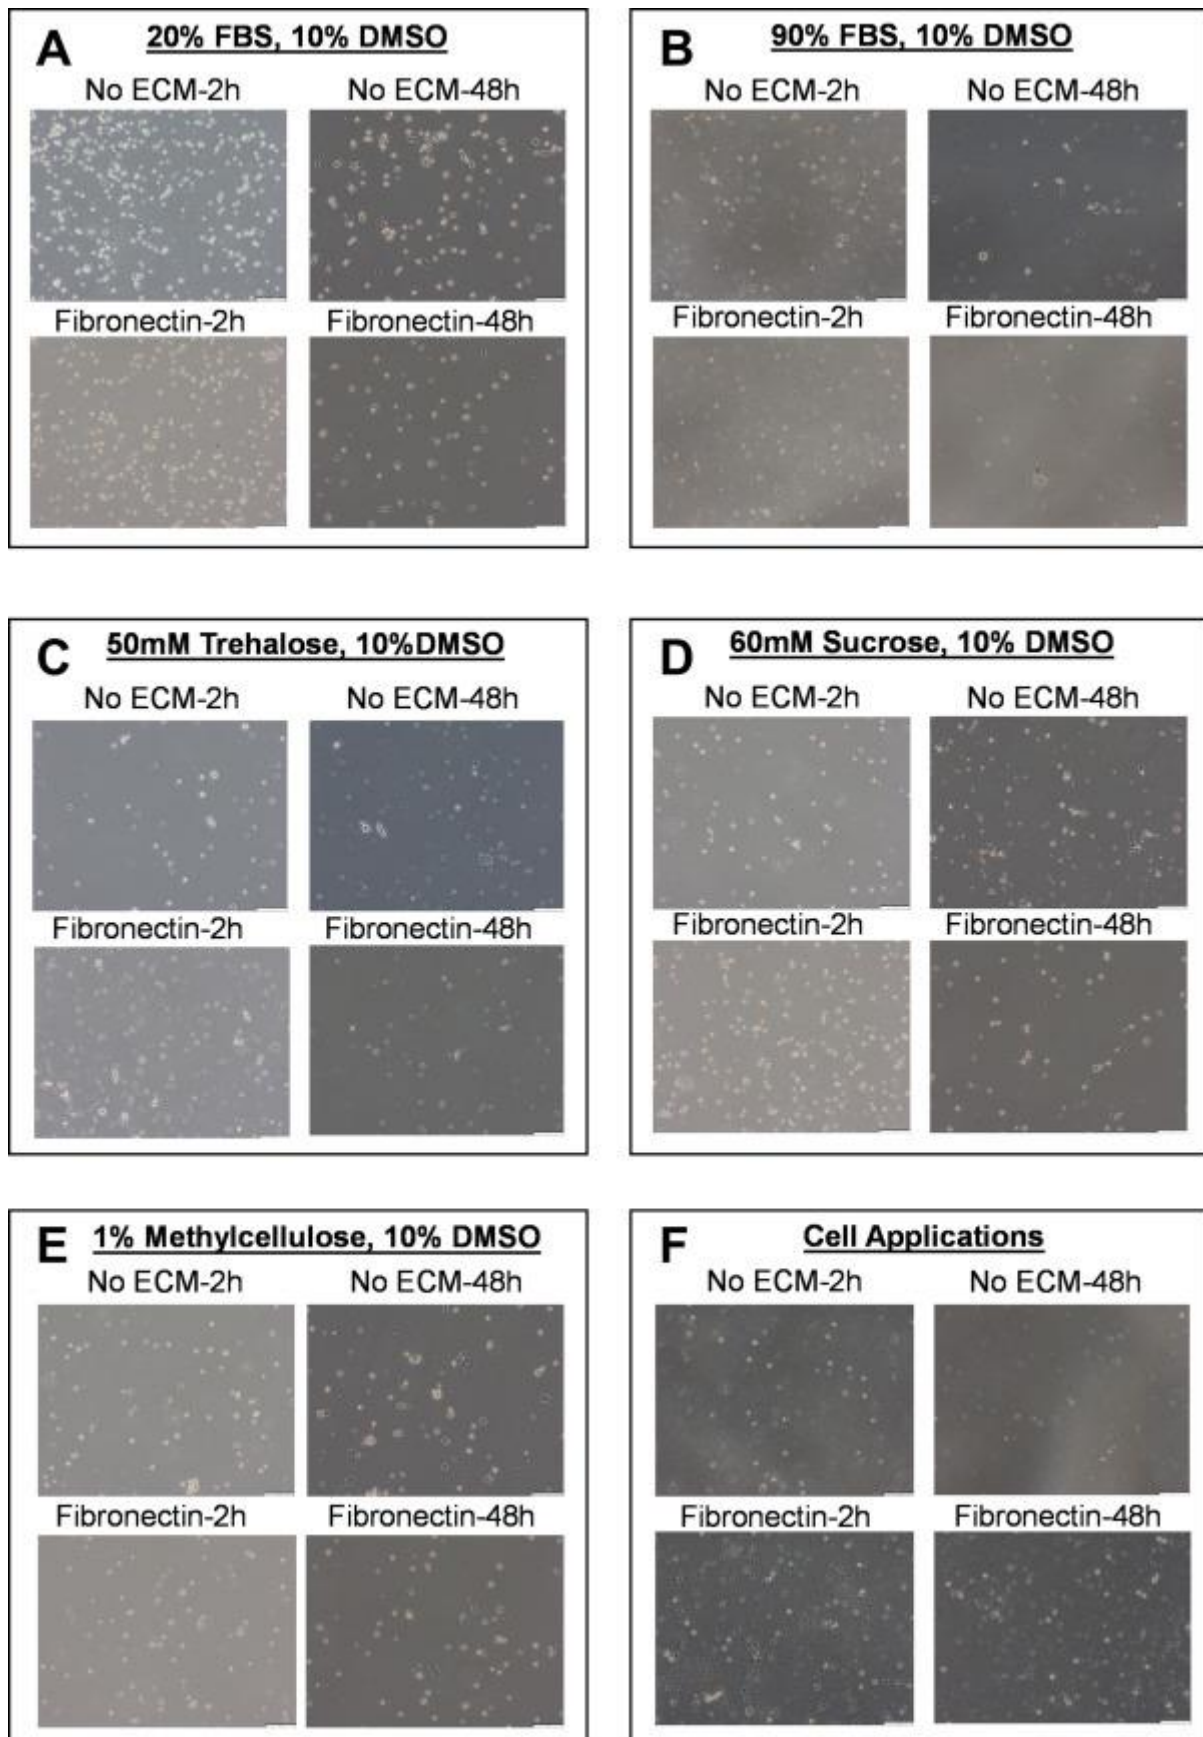 A 20% FBS, 10% DMSO
No ECM-2h No ECM-48h
Fibronectin-2h Fibronectin-48h
B 90% FBS, 10% DMSO
No ECM-2h No ECM-48h
Fibronectin-2h Fibronectin-48h
C 50mM Trehalose, 10%DMSO
No ECM-2h No ECM-48h
Fibronectin-2h Fibronectin-48h
D 60mM Sucrose, 10% DMSO
No ECM-2h No ECM-48h
Fibronectin-2h Fibronectin-48h
E 1% Methylcellulose, 10% DMSO
No ECM-2h No ECM-48h
Fibronectin-2h Fibronectin-48h
F Cell Applications
No ECM-2h No ECM-48h
Fibronectin-2h Fibronectin-48h